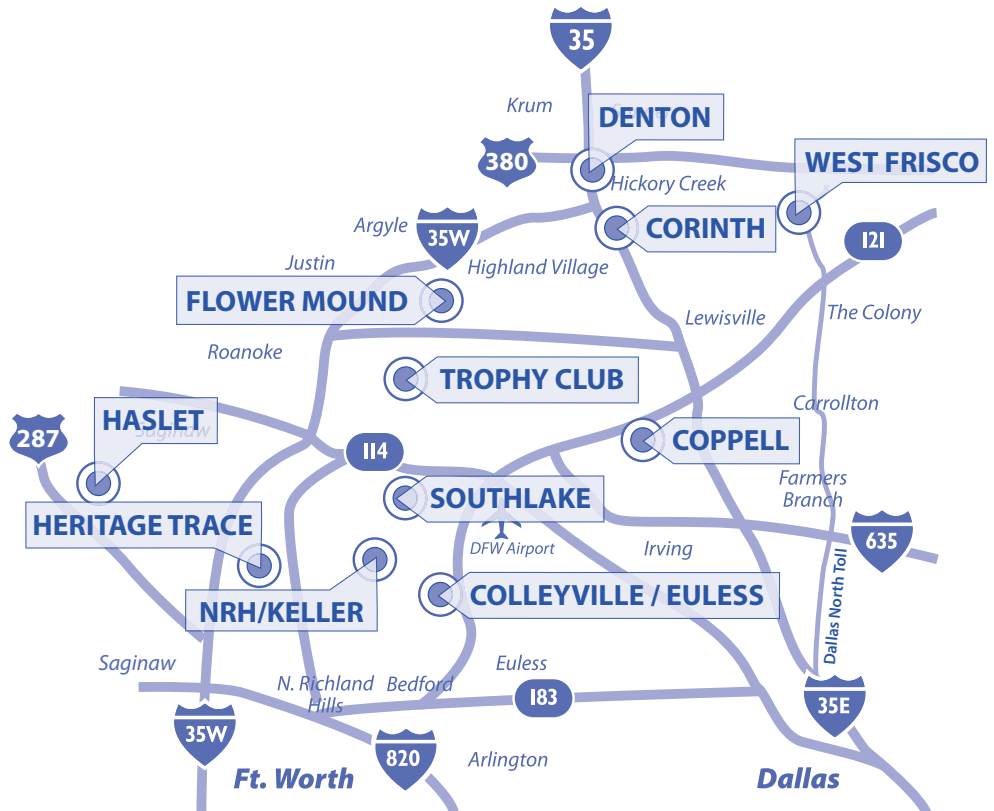 35
Krum
DENTON
380
WEST FRISCO
Hickory Creek
Argyle
35W
CORINTH
121
Justin
Highland Village
FLOWER MOUND
Lewisville
The Colony
Roanoke
TROPHY CLUB
Carrollton
HASLET
Saginaw
287
114
COPPELL
Farmers
Branch
SOUTHLAKE
HERITAGE TRACE
DFW Airport
Irving
635
NRH/KELLER
COLLEYVILLE / EULESS
Dallas North Toll
Saginaw
Euless
N. Richland
Hills
Bedford
183
35E
35W
820
Arlington
Ft. Worth
Dallas